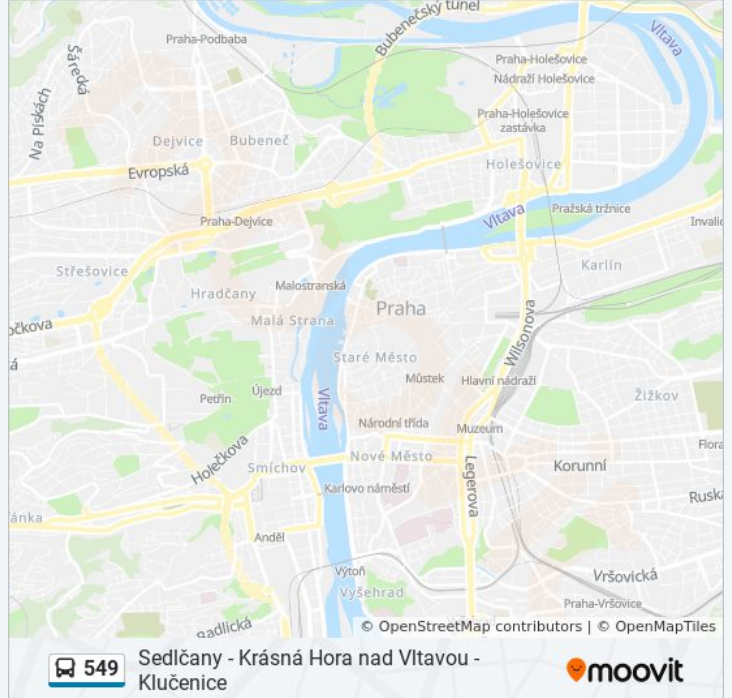 Bubenečský tunel
Praha-Podbaba
Vltava
Šárecká
Praha-Holešovice
Nádraží Holešovice
Na Pískách
Praha-Holešovice
zastávka
Dejvice
Bubeneč
Holešovice
Evropská
Praha-Dejvice
Vltava
Pražská tržnice
Invalid
Střešovice
Karlín
Malostranská
Hradčany
Praha
Malá Strana
očkova
Wilsonova
Staré Město
á
Můstek
Hlavní nádraží
Petřín
Újezd
Žižkov
Vltava
Národní třída
Muzeum
Flora
Holečkova
Nové Město
Smíchov
Korunní
Legerova
Karlovo náměstí
Rusk
ánka
Anděl
Výtoň
Vršovická
Vyšehrad
Praha-Vršovice
Radlická
© OpenStreetMap contributors | © OpenMapTiles
549
Sedlčany - Krásná Hora nad Vltavou -
Klučenice
moovit